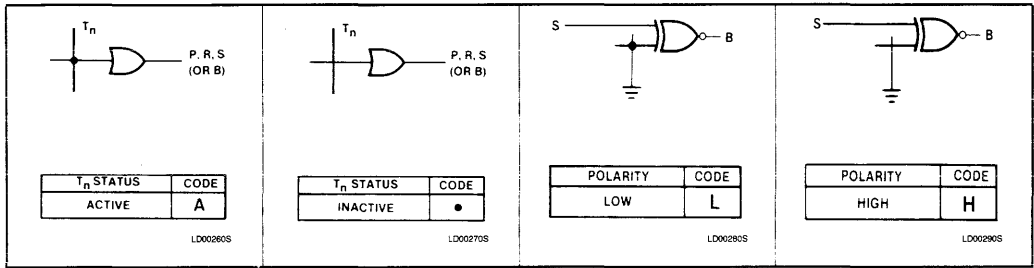 Tn
P, R, S
(OR B)
Tn STATUS CODE
ACTIVE A
LD00260S
Tn
P, R, S
(OR B)
Tn STATUS CODE
INACTIVE •
LD00270S
S B
POLARITY CODE
LOW L
LD00280S
S B
POLARITY CODE
HIGH H
LD00290S